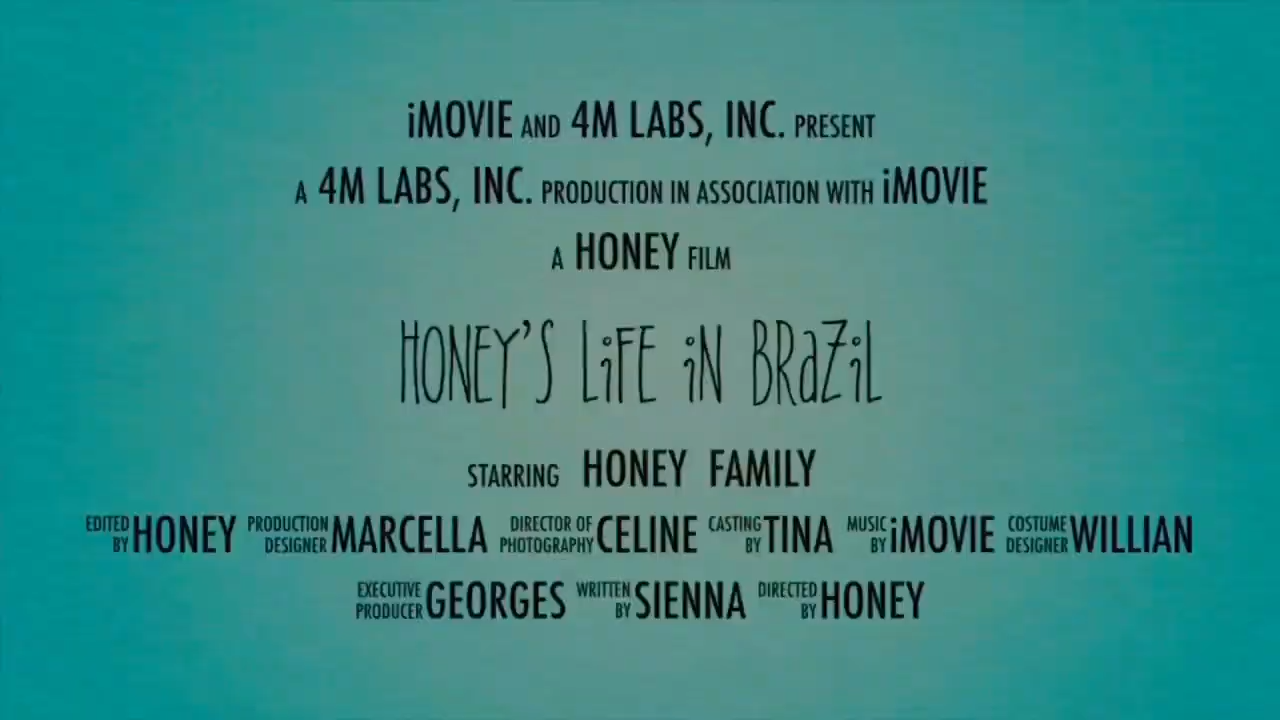 iMOVIE AND 4M LABS, INC. PRESENT
A 4M LABS, INC. PRODUCTION IN ASSOCIATION WITH iMOVIE
A HONEY FILM
HONEY'S LiFE iN BRaZiL
STARRING HONEY FAMILY
EDITED BY HONEY PRODUCTION DESIGNER MARCELLA DIRECTOR OF PHOTOGRAPHY CELINE CASTING BY TINA MUSIC BY iMOVIE COSTUME DESIGNER WILLIAN
EXECUTIVE PRODUCER GEORGES WRITTEN BY SIENNA DIRECTED BY HONEY